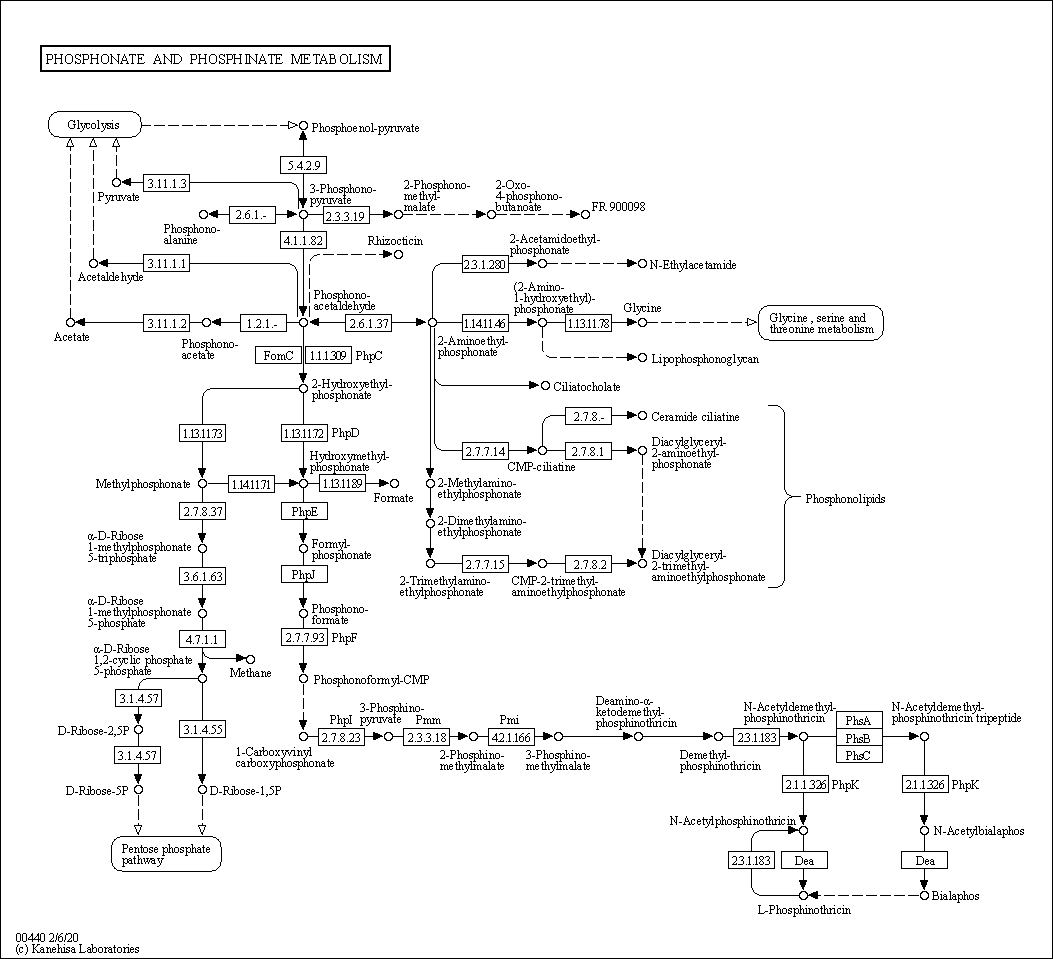 PHOSPHONATE AND PHOSPHINATE METABOLISM
Glycolysis
Phosphoenol-pyruvate
5.4.2.9
3.11.1.3
Pyruvate
3-Phosphono-
pyruvate
2-Phosphono-
methyl-
malate
2-Oxo-
4-phosphono-
butanoate
FR 900098
2.6.1.-
2.3.3.19
Phosphono-
alanine
4.1.1.82
Rhizocticin
2-Acetamidoethyl-
phosphonate
3.11.1.1
Acetaldehyde
2.3.1.280
N-Ethylacetamide
Phosphono-
acetaldehyde
(2-Amino-
1-hydroxyethyl)-
phosphonate
Glycine
3.11.1.2
1.2.1.-
2.6.1.37
1.14.11.46
1.13.11.78
Glycine , serine and
threonine metabolism
Acetate
Phosphono-
acetate
2-Aminoethyl-
phosphonate
FomC
1.1.1.309
PhpC
Lipophosphonoglycan
2-Hydroxyethyl-
phosphonate
Ciliatocholate
2.7.8.-
Ceramide ciliatine
1.13.11.73
1.13.11.72
PhpD
2.7.7.14
2.7.8.1
Diacylglyceryl-
2-aminoethyl-
phosphonate
CMP-ciliatine
Hydroxymethyl-
phosphonate
Methylphosphonate
1.14.11.71
1.13.11.89
Formate
2-Methylamino-
ethylphosphonate
Phosphonolipids
2.7.8.37
PhpE
2-Dimethylamino-
ethylphosphonate
α-D-Ribose
1-methylphosphonate
5-triphosphate
Formyl-
phosphonate
2.7.7.15
2.7.8.2
Diacylglyceryl-
2-trimethyl-
aminoethylphosphonate
3.6.1.63
PhpJ
2-Trimethylamino-
ethylphosphonate
CMP-2-trimethyl-
aminoethylphosphonate
α-D-Ribose
1-methylphosphonate
5-phosphate
Phosphono-
formate
4.7.1.1
2.7.7.93
PhpF
α-D-Ribose
1,2-cyclic phosphate
5-phosphate
Methane
Phosphonoformyl-CMP
3.1.4.57
3.1.4.55
D-Ribose-2,5P
3.1.4.57
D-Ribose-5P
D-Ribose-1,5P
Pentose phosphate
pathway
PhpI
3-Phosphino-
pyruvate
Pmm
Pmi
Deamino-α-
ketodemethyl-
phosphinothricin
N-Acetyldemethyl-
phosphinothricin
N-Acetyldemethyl-
phosphinothricin tripeptide
2.7.8.23
2.3.3.18
4.2.1.166
2.3.1.183
PhsA
PhsB
PhsC
1-Carboxyvinyl
carboxyphosphonate
2-Phosphino-
methylmalate
3-Phosphino-
methylmalate
Demethyl-
phosphinothricin
2.1.1.326
PhpK
2.1.1.326
PhpK
N-Acetylphosphinothricin
N-Acetylbialaphos
2.3.1.183
Dea
Dea
L-Phosphinothricin
Bialaphos
00440 2/6/20
(c) Kanehisa Laboratories